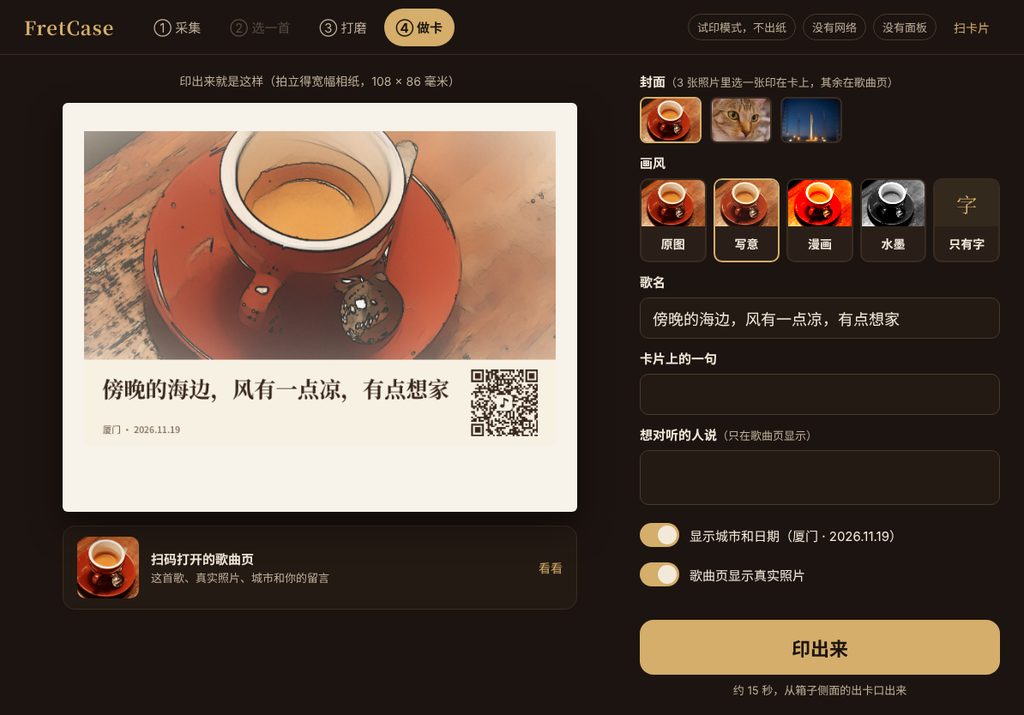 FretCase
① 采集
② 选一首
③ 打磨
④ 做卡
试印模式，不出纸
没有网络
没有面板
扫卡片
印出来就是这样（拍立得宽幅相纸，108 × 86 毫米）
傍晚的海边，风有一点凉，有点想家
厦门 · 2026.11.19
扫码打开的歌曲页
这首歌、真实照片、城市和你的留言
看看
封面（3 张照片里选一张印在卡上，其余在歌曲页）
画风
原图
写意
漫画
水墨
字
只有字
歌名
傍晚的海边，风有一点凉，有点想家
卡片上的一句
想对听的人说（只在歌曲页显示）
显示城市和日期（厦门 · 2026.11.19）
歌曲页显示真实照片
印出来
约 15 秒，从箱子侧面的出卡口出来